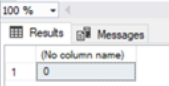 100 %
Results Messages
(No column name)
1 0